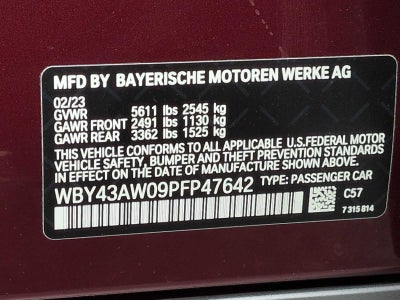 MFD BY BAYERISCHE MOTOREN WERKE AG
02/23
GVWR 5611 lbs 2545 kg
GAWR FRONT 2491 lbs 1130 kg
GAWR REAR 3362 lbs 1525 kg
THIS VEHICLE CONFORMS TO ALL APPLICABLE U.S. FEDERAL MOTOR
VEHICLE SAFETY, BUMPER AND THEFT PREVENTION STANDARDS
IN EFFECT ON THE DATE OF MANUFACTURE SHOWN ABOVE.
WBY43AW09PFP47642 TYPE: PASSENGER CAR
C57
7 315 814